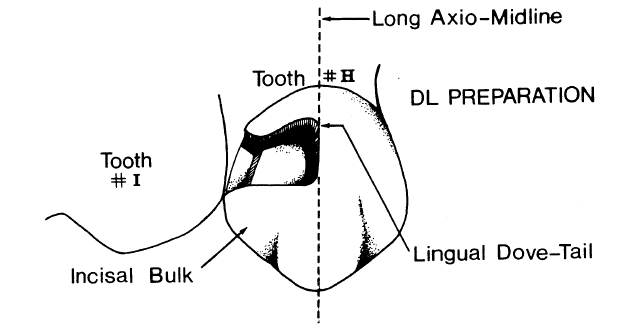 Long Axio-Midline
Tooth # H
DL PREPARATION
Tooth
# I
Lingual Dove-Tail
Incisal Bulk